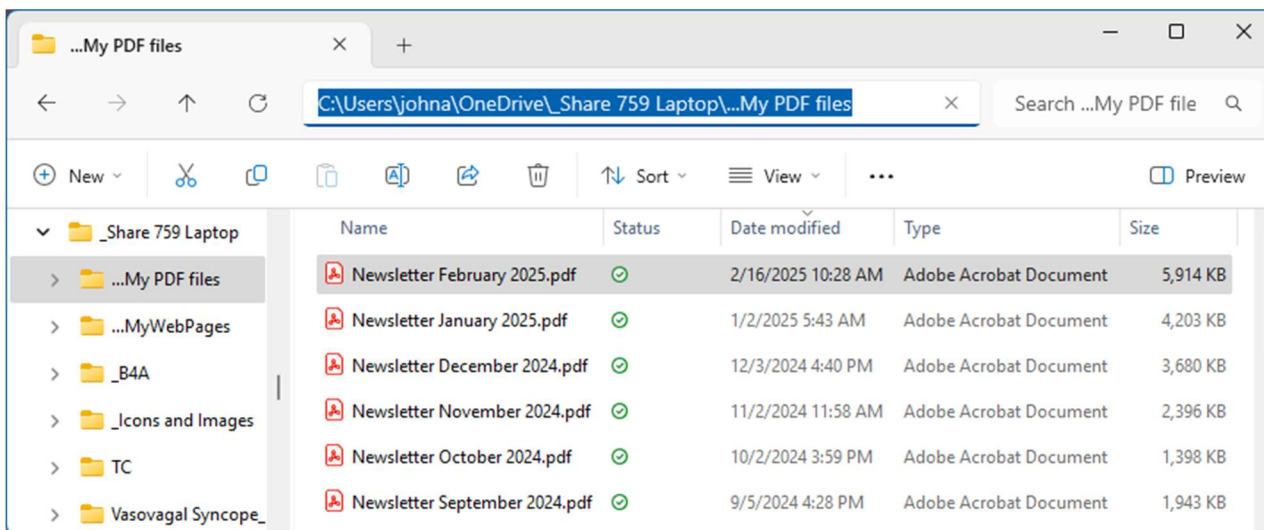 ...My PDF files
C:\Users\johna\OneDrive\_Share 759 Laptop\...My PDF files
Search ...My PDF file
New
Sort
View
...
Preview
_Share 759 Laptop
...My PDF files
...MyWebPages
_B4A
_Icons and Images
TC
Vasovagal Syncope_
Name Status Date modified Type Size
Newsletter February 2025.pdf 2/16/2025 10:28 AM Adobe Acrobat Document 5,914 KB
Newsletter January 2025.pdf 1/2/2025 5:43 AM Adobe Acrobat Document 4,203 KB
Newsletter December 2024.pdf 12/3/2024 4:40 PM Adobe Acrobat Document 3,680 KB
Newsletter November 2024.pdf 11/2/2024 11:58 AM Adobe Acrobat Document 2,396 KB
Newsletter October 2024.pdf 10/2/2024 3:59 PM Adobe Acrobat Document 1,398 KB
Newsletter September 2024.pdf 9/5/2024 4:28 PM Adobe Acrobat Document 1,943 KB